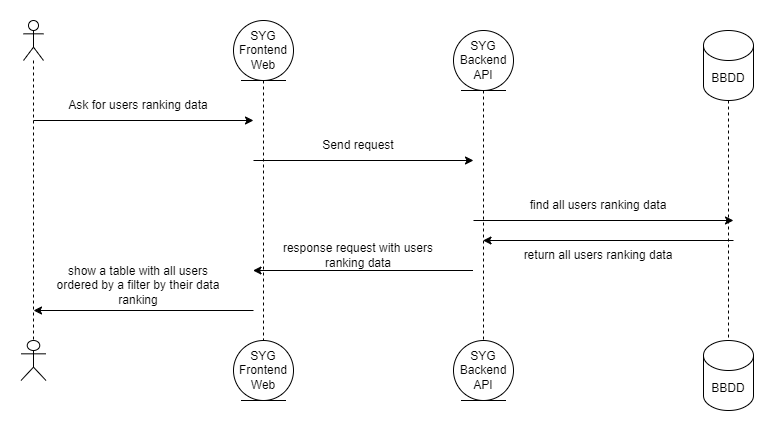 SYG
Frontend
Web
SYG
Backend
API
BBDD
Ask for users ranking data
Send request
find all users ranking data
response request with users
ranking data
return all users ranking data
show a table with all users
ordered by a filter by their data
ranking
SYG
Frontend
Web
SYG
Backend
API
BBDD